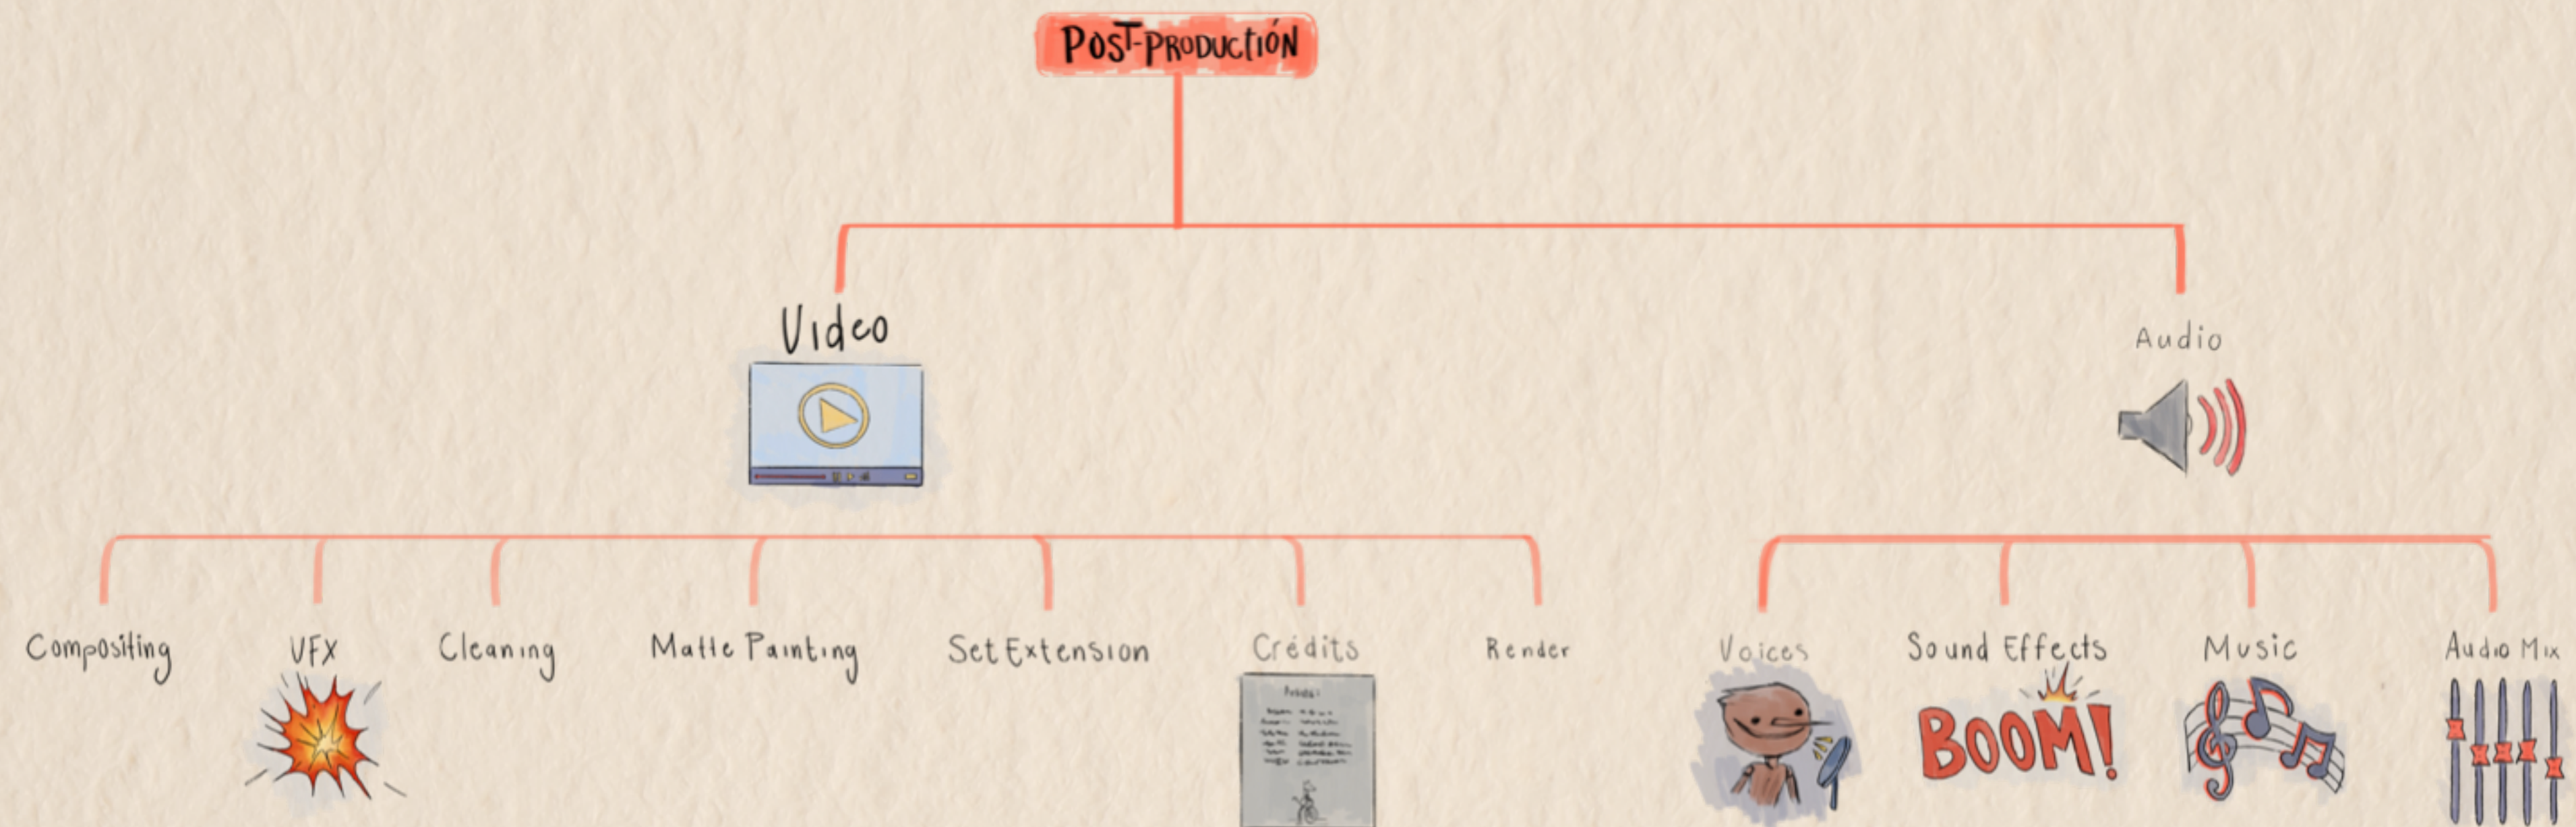 POST-PRODUCTIÓN
Video
Audio
Compositing
VFX
Cleaning
Matte Painting
Set Extension
Crédits
Render
Voices
Sound Effects
Music
Audio Mix
BOOM!